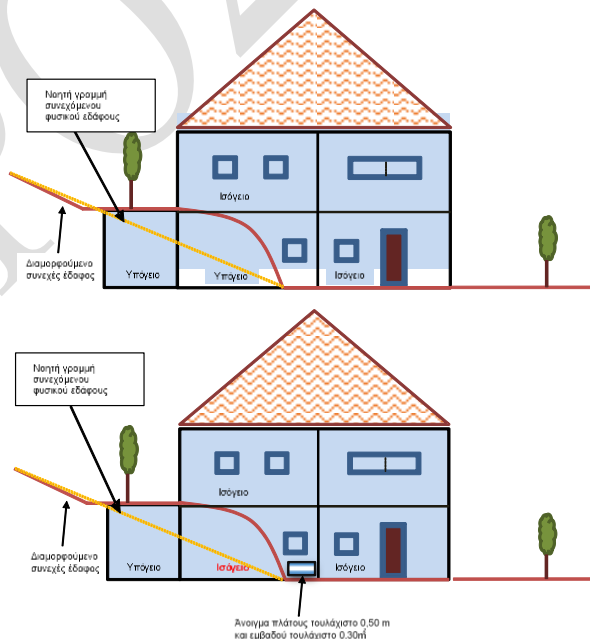 Νοητή γραμμή
συνεχόμενου
φυσικού εδάφους
Ισόγειο
Διαμορφούμενο
συνεχές έδαφος
Υπόγειο
Υπόγειο
Ισόγειο
Νοητή γραμμή
συνεχόμενου
φυσικού εδάφους
Ισόγειο
Διαμορφούμενο
συνεχές έδαφος
Υπόγειο
Ισόγειο
Ισόγειο
Άνοιγμα πλάτους τουλάχιστο 0,50 m
και εμβαδού τουλάχιστο 0.30m²